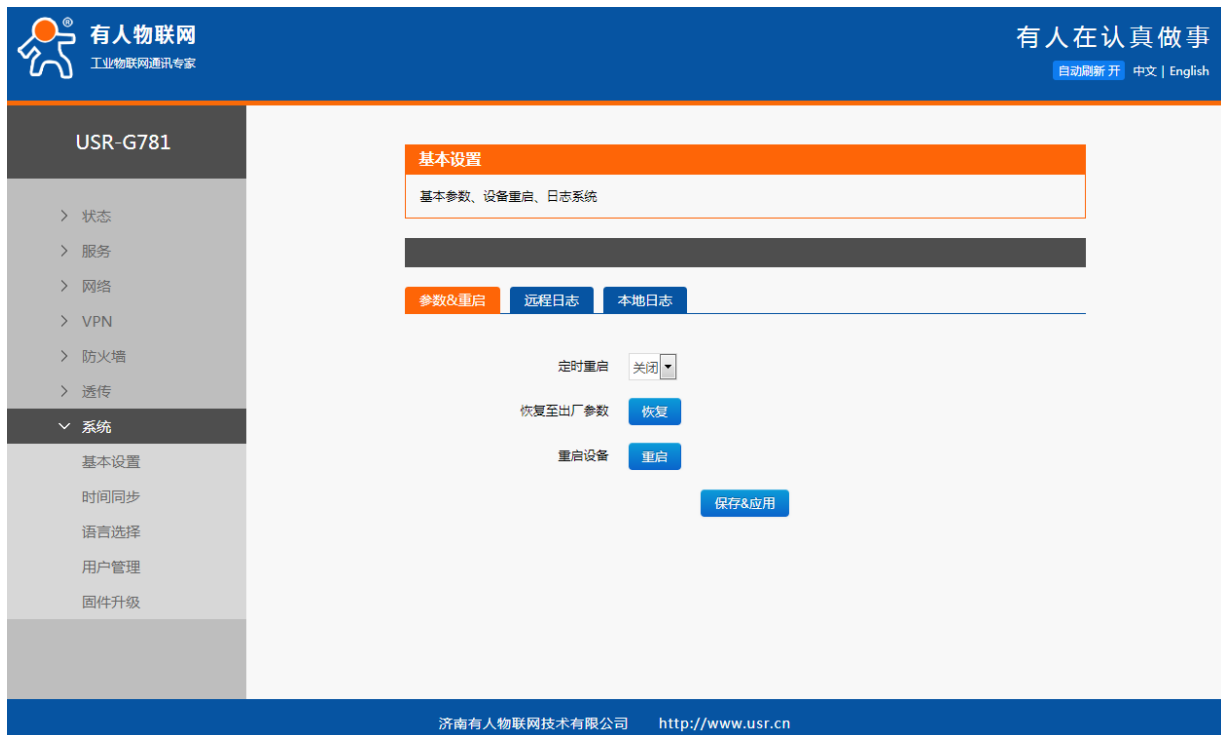 有人物联网®
工业物联网通讯专家
有人在认真做事
自动刷新 开 中文 | English
USR-G781
状态
服务
网络
VPN
防火墙
透传
系统
基本设置
时间同步
语言选择
用户管理
固件升级
基本设置
基本参数、设备重启、日志系统
参数&重启 远程日志 本地日志
定时重启 关闭
恢复至出厂参数 恢复
重启设备 重启
保存&应用
济南有人物联网技术有限公司 http://www.usr.cn